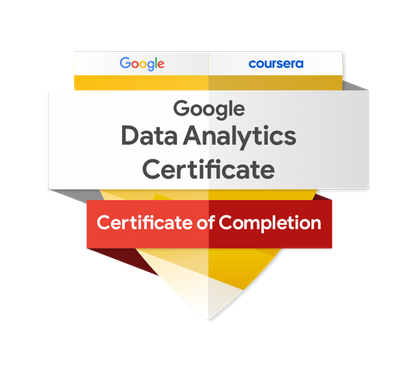 Google coursera
Google
Data Analytics
Certificate
Certificate of Completion